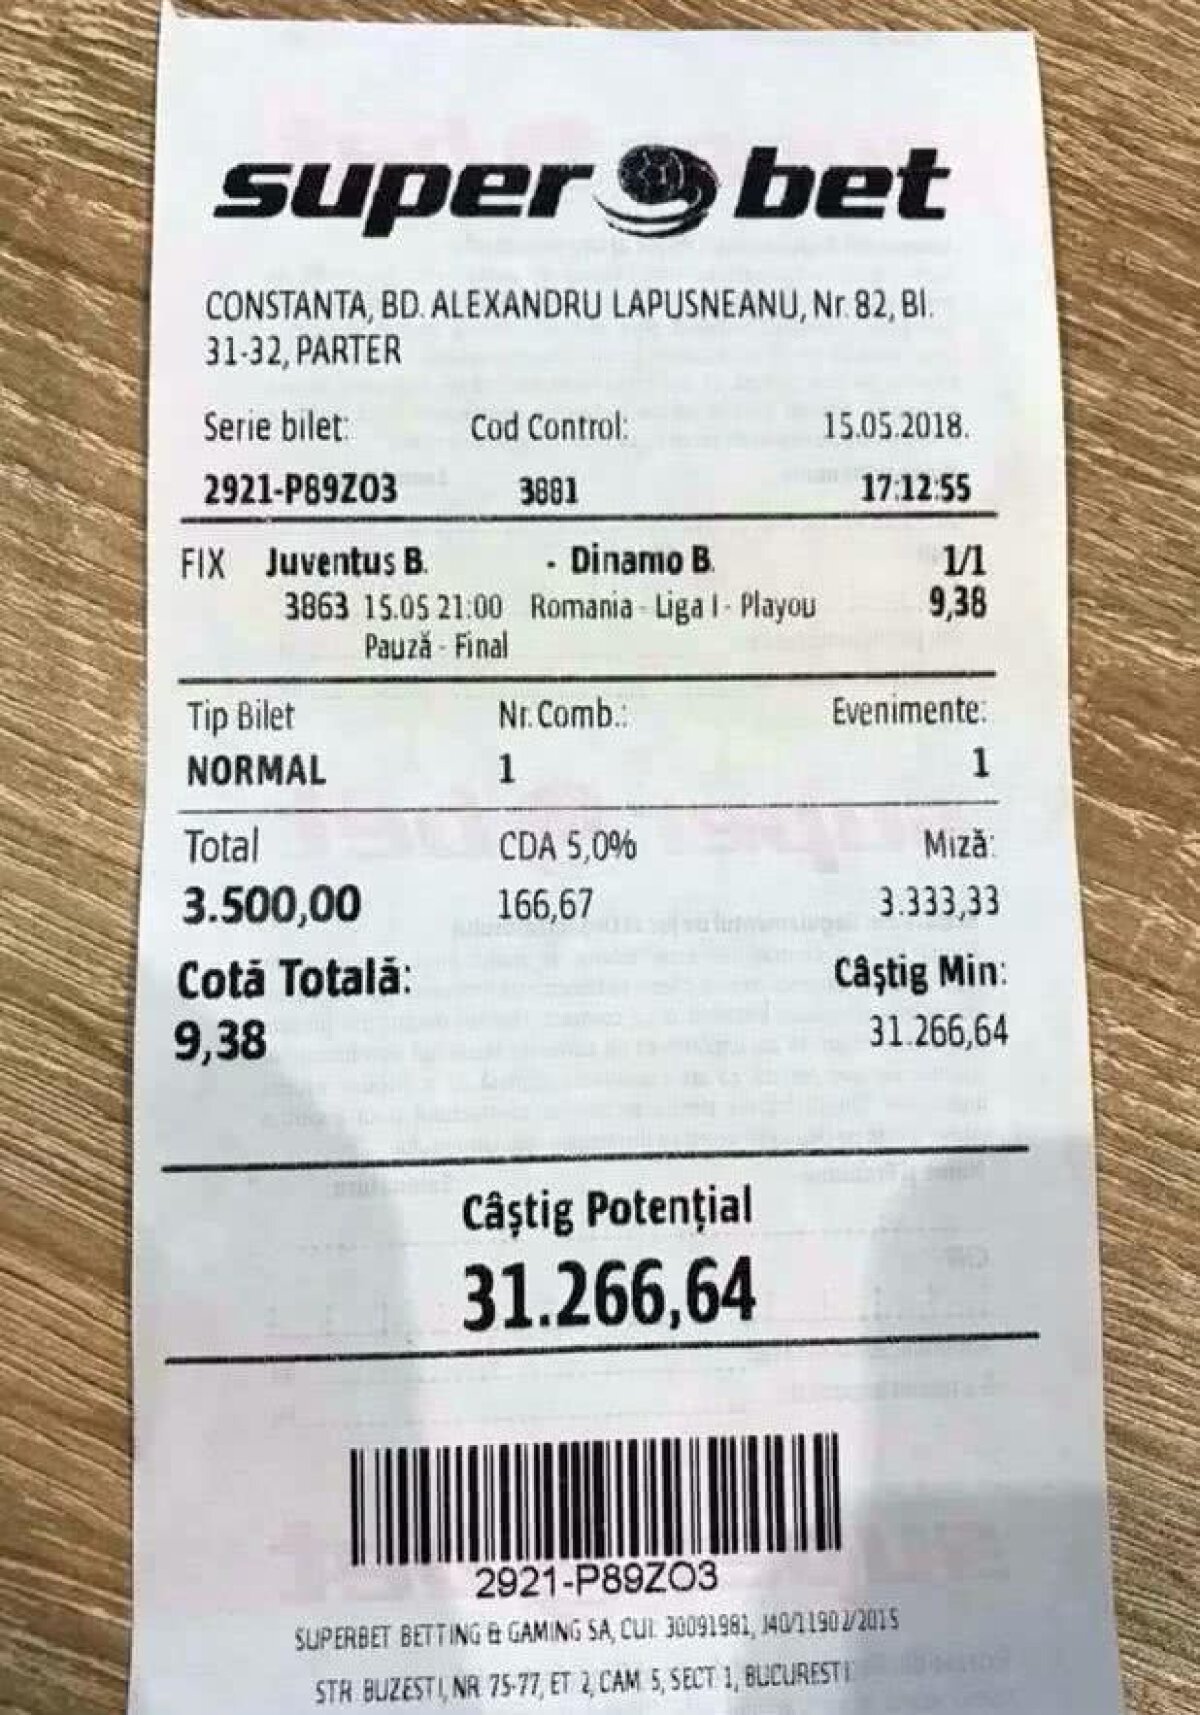 super bet
CONSTANTA, BD. ALEXANDRU LAPUSNEANU, Nr. 82, Bl.
31-32, PARTER
Serie bilet: Cod Control: 15.05.2018.
2921-P89ZO3 3881 17:12:55
FIX Juventus B. - Dinamo B. 1/1
3863 15.05 21:00 Romania - Liga I - Playou 9,38
Pauză - Final
Tip Bilet Nr. Comb.: Evenimente:
NORMAL 1 1
Total CDA 5,0% Miză:
3.500,00 166,67 3.333,33
Cotă Totală: Câştig Min:
9,38 31.266,64
Câştig Potenţial
31.266,64
2921-P89ZO3
SUPERBET BETTING & GAMING SA, CUI: 30091981, J40/11902/2015
STR BUZESTI, NR 75-77, ET 2, CAM 5, SECT 1, BUCURESTI